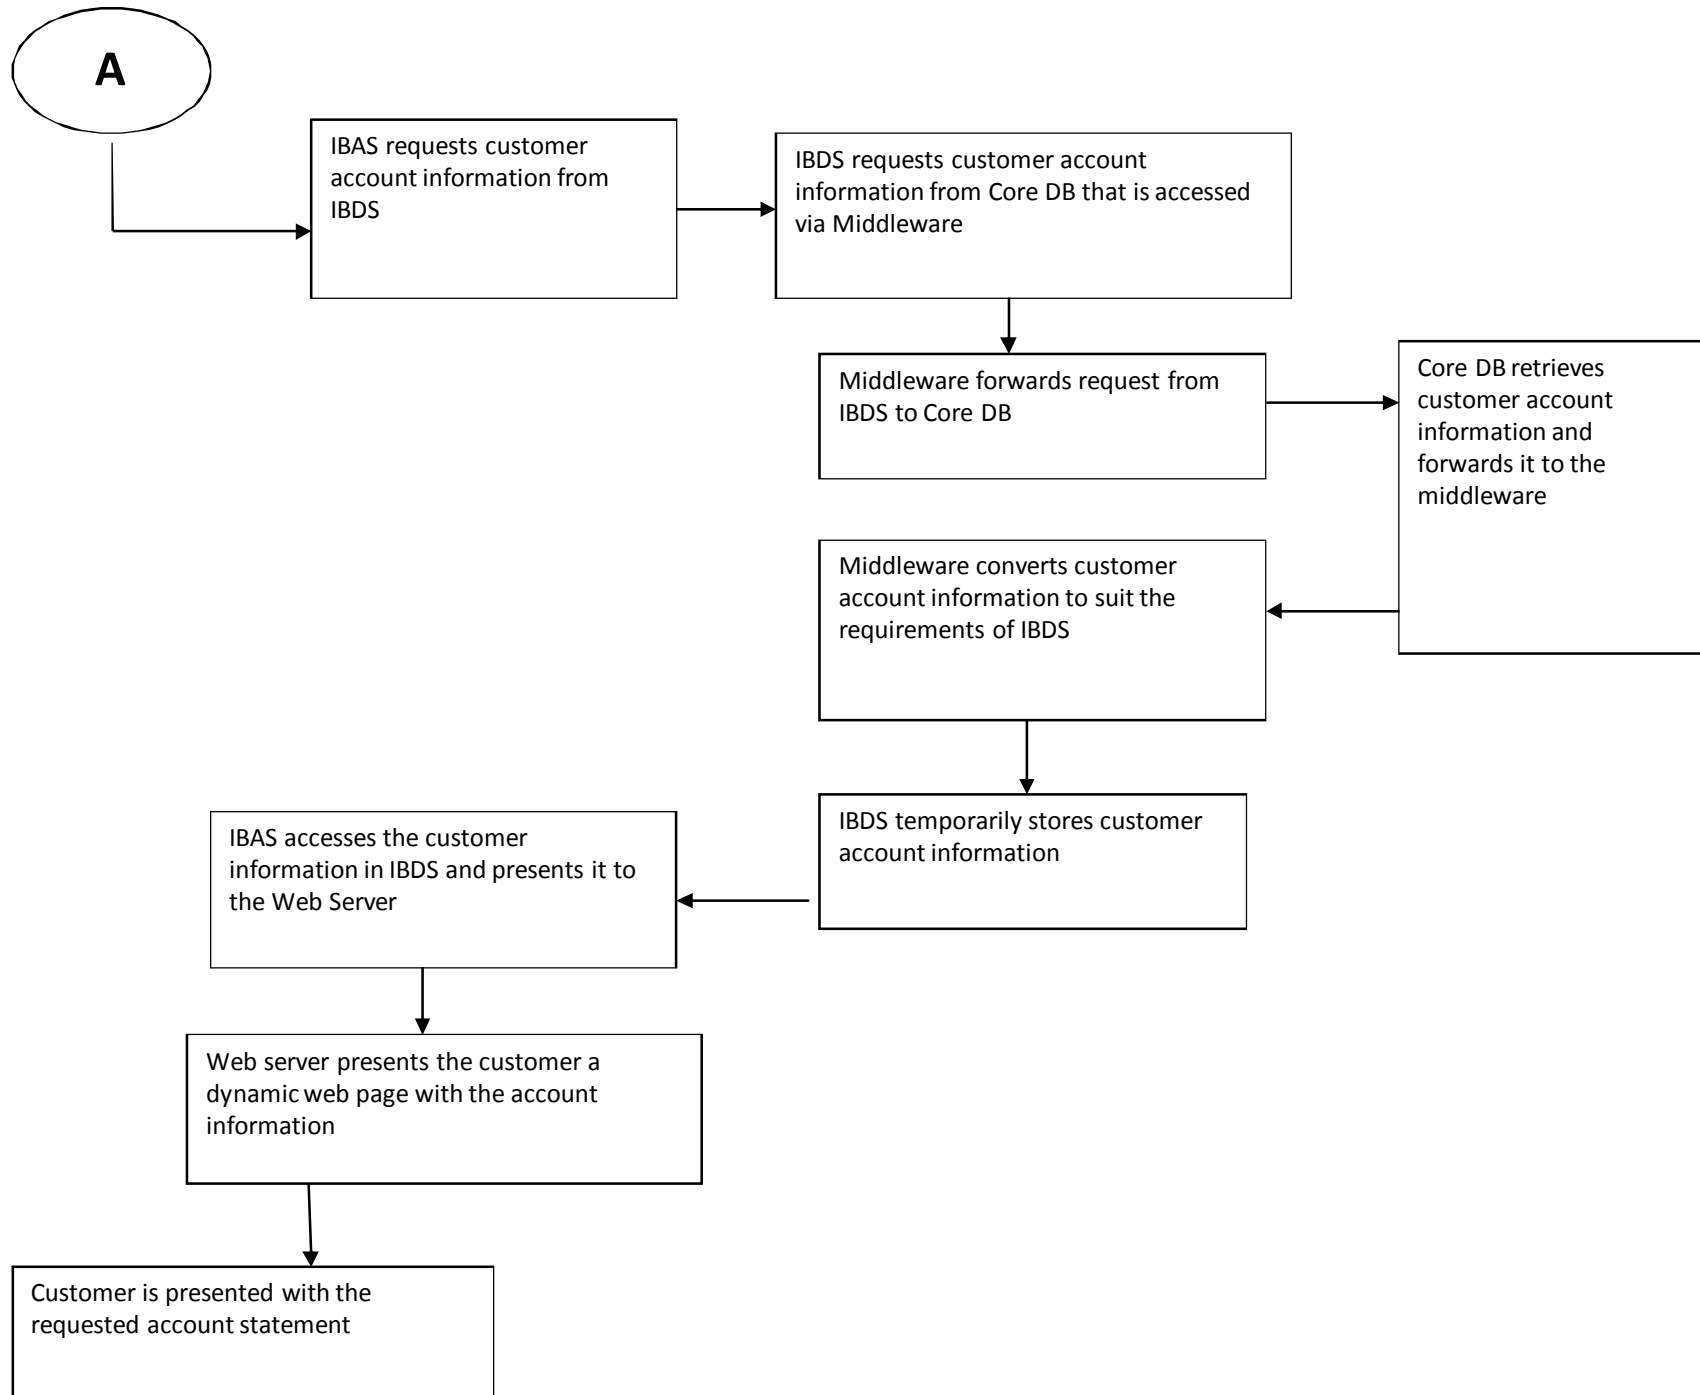 A
IBAS requests customer
account information from
IBDS
IBDS requests customer account
information from Core DB that is accessed
via Middleware
Middleware forwards request from
IBDS to Core DB
Core DB retrieves
customer account
information and
forwards it to the
middleware
Middleware converts customer
account information to suit the
requirements of IBDS
IBDS temporarily stores customer
account information
IBAS accesses the customer
information in IBDS and presents it to
the Web Server
Web server presents the customer a
dynamic web page with the account
information
Customer is presented with the
requested account statement